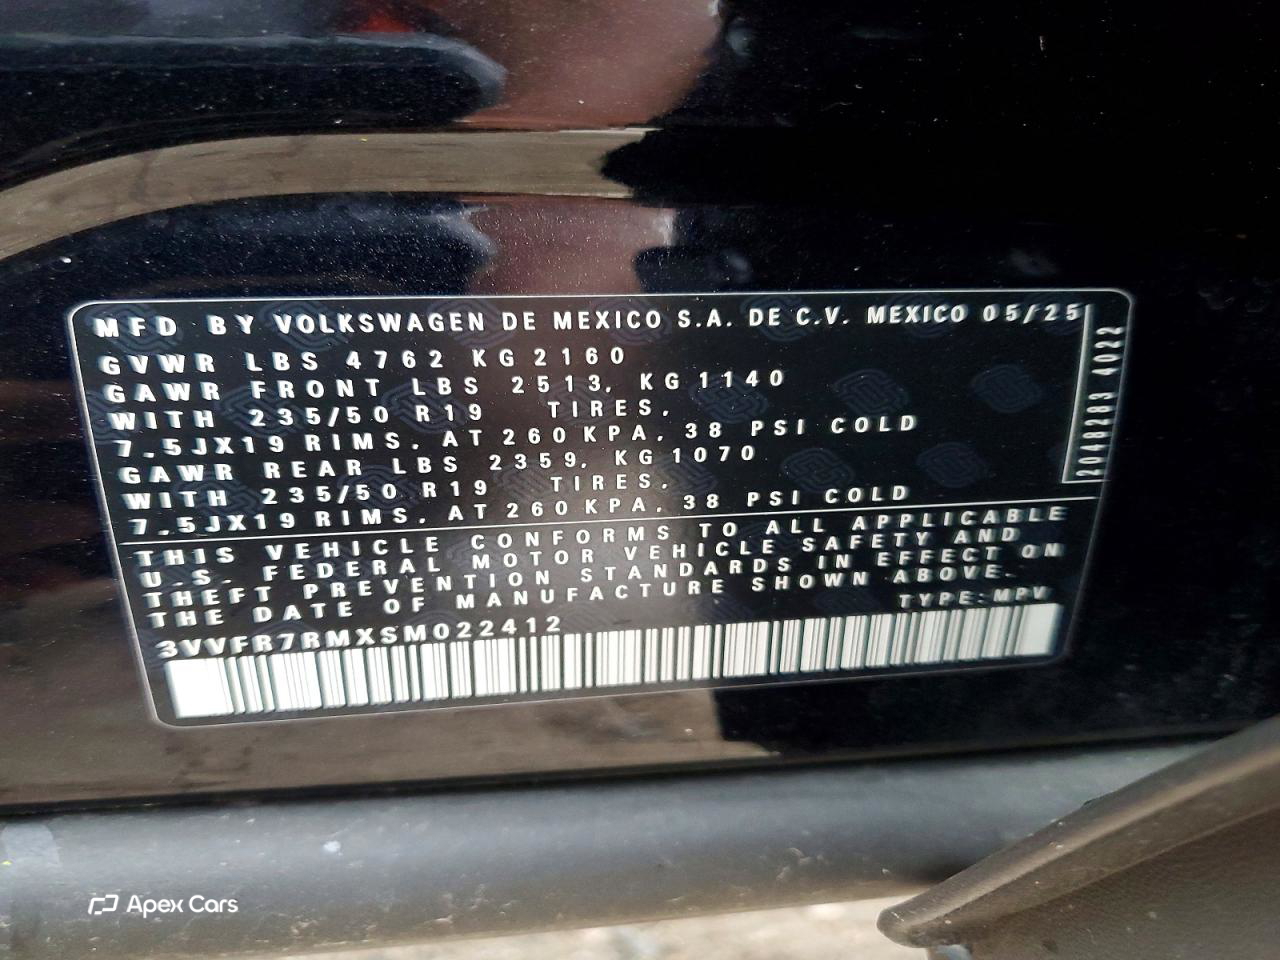 MFD BY VOLKSWAGEN DE MEXICO S.A. DE C.V. MEXICO 05/25
GVWR LBS 4762 KG 2160
GAWR FRONT LBS 2513, KG 1140
WITH 235/50 R19 TIRES,
7.5JX19 RIMS, AT 260 KPA, 38 PSI COLD
GAWR REAR LBS 2359, KG 1070
WITH 235/50 R19 TIRES,
7.5JX19 RIMS, AT 260 KPA, 38 PSI COLD
THIS VEHICLE CONFORMS TO ALL APPLICABLE
U.S. FEDERAL MOTOR VEHICLE SAFETY AND
THEFT PREVENTION STANDARDS IN EFFECT ON
THE DATE OF MANUFACTURE SHOWN ABOVE.
TYPE: MPV
3VVFR7RMXSM022412
2048283 4022
Apex Cars